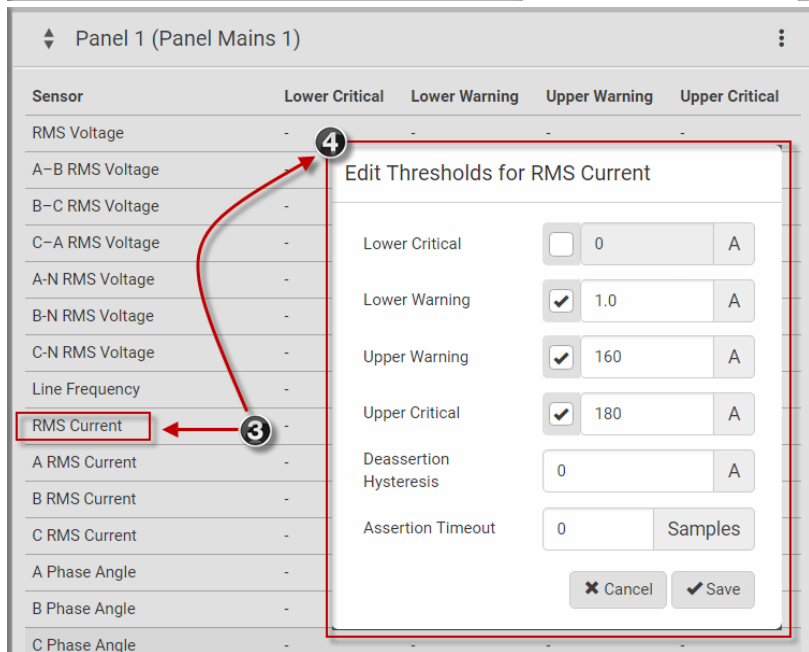 Panel 1 (Panel Mains 1)
Sensor Lower Critical Lower Warning Upper Warning Upper Critical
RMS Voltage - - - -
4
A–B RMS Voltage -
B–C RMS Voltage -
C–A RMS Voltage -
A-N RMS Voltage -
B-N RMS Voltage -
C-N RMS Voltage -
Line Frequency -
RMS Current 3 -
A RMS Current -
B RMS Current -
C RMS Current -
A Phase Angle -
B Phase Angle -
C Phase Angle - - - -
Edit Thresholds for RMS Current
Lower Critical 0 A
Lower Warning 1.0 A
Upper Warning 160 A
Upper Critical 180 A
Deassertion
Hysteresis 0 A
Assertion Timeout 0 Samples
Cancel Save